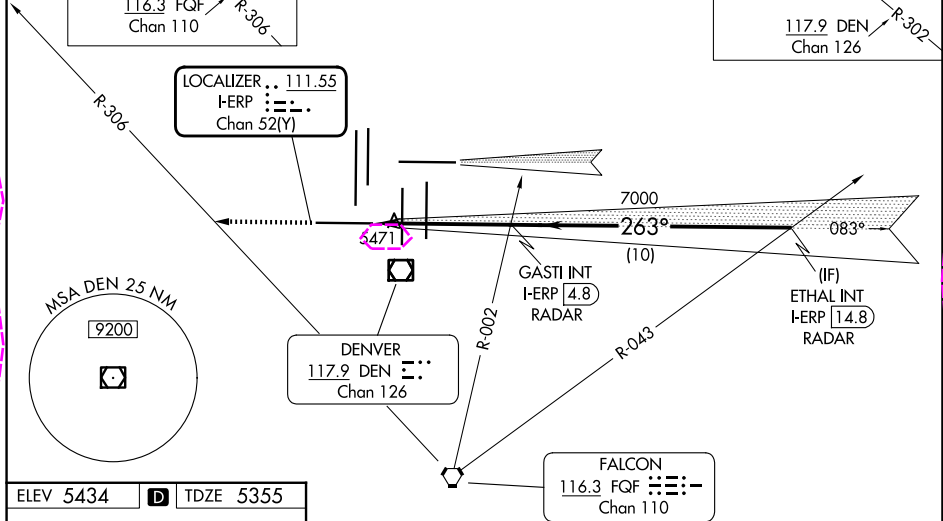 116.3 FQF
Chan 110
R-306
117.9 DEN
Chan 126
R-302
LOCALIZER 111.55
I-ERP
Chan 52(Y)
R-306
7000
263°
083°
(10)
5471
GASTI INT
I-ERP 4.8
RADAR
(IF)
ETHAL INT
I-ERP 14.8
RADAR
R-002
R-043
MSA DEN 25 NM
9200
DENVER
117.9 DEN
Chan 126
FALCON
116.3 FQF
Chan 110
ELEV 5434 D TDZE 5355